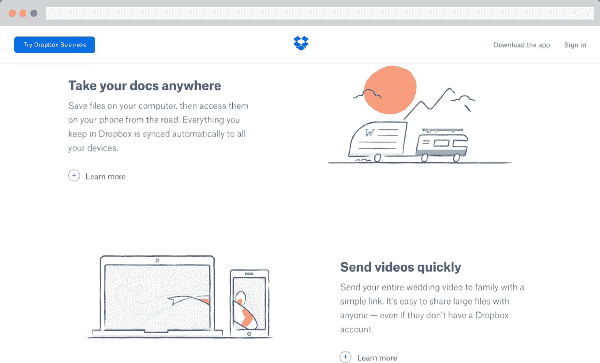 Try Dropbox Business
Download the app
Sign in
Take your docs anywhere
Save files on your computer, then access them
on your phone from the road. Everything you
keep in Dropbox is synced automatically to all
your devices.
Learn more
W
Send videos quickly
Send your entire wedding video to family with a
simple link. It's easy to share large files with
anyone — even if they don't have a Dropbox
account.
Learn more